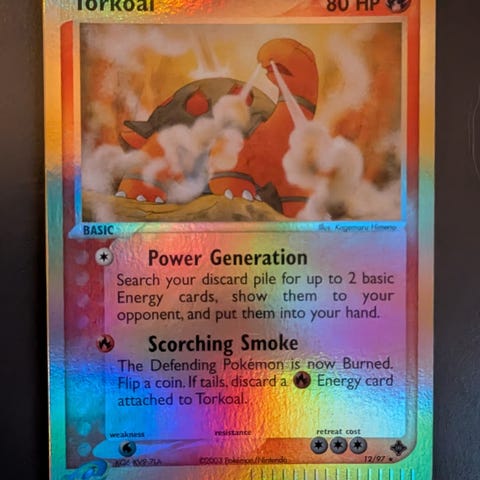 Torkoal 80 HP
BASIC Illus. Kagemaru Himeno
Power Generation
Search your discard pile for up to 2 basic
Energy cards, show them to your
opponent, and put them into your hand.
Scorching Smoke
The Defending Pokémon is now Burned.
Flip a coin. If tails, discard a Energy card
attached to Torkoal.
weakness resistance retreat cost
©2003 Pokémon/Nintendo 12/97